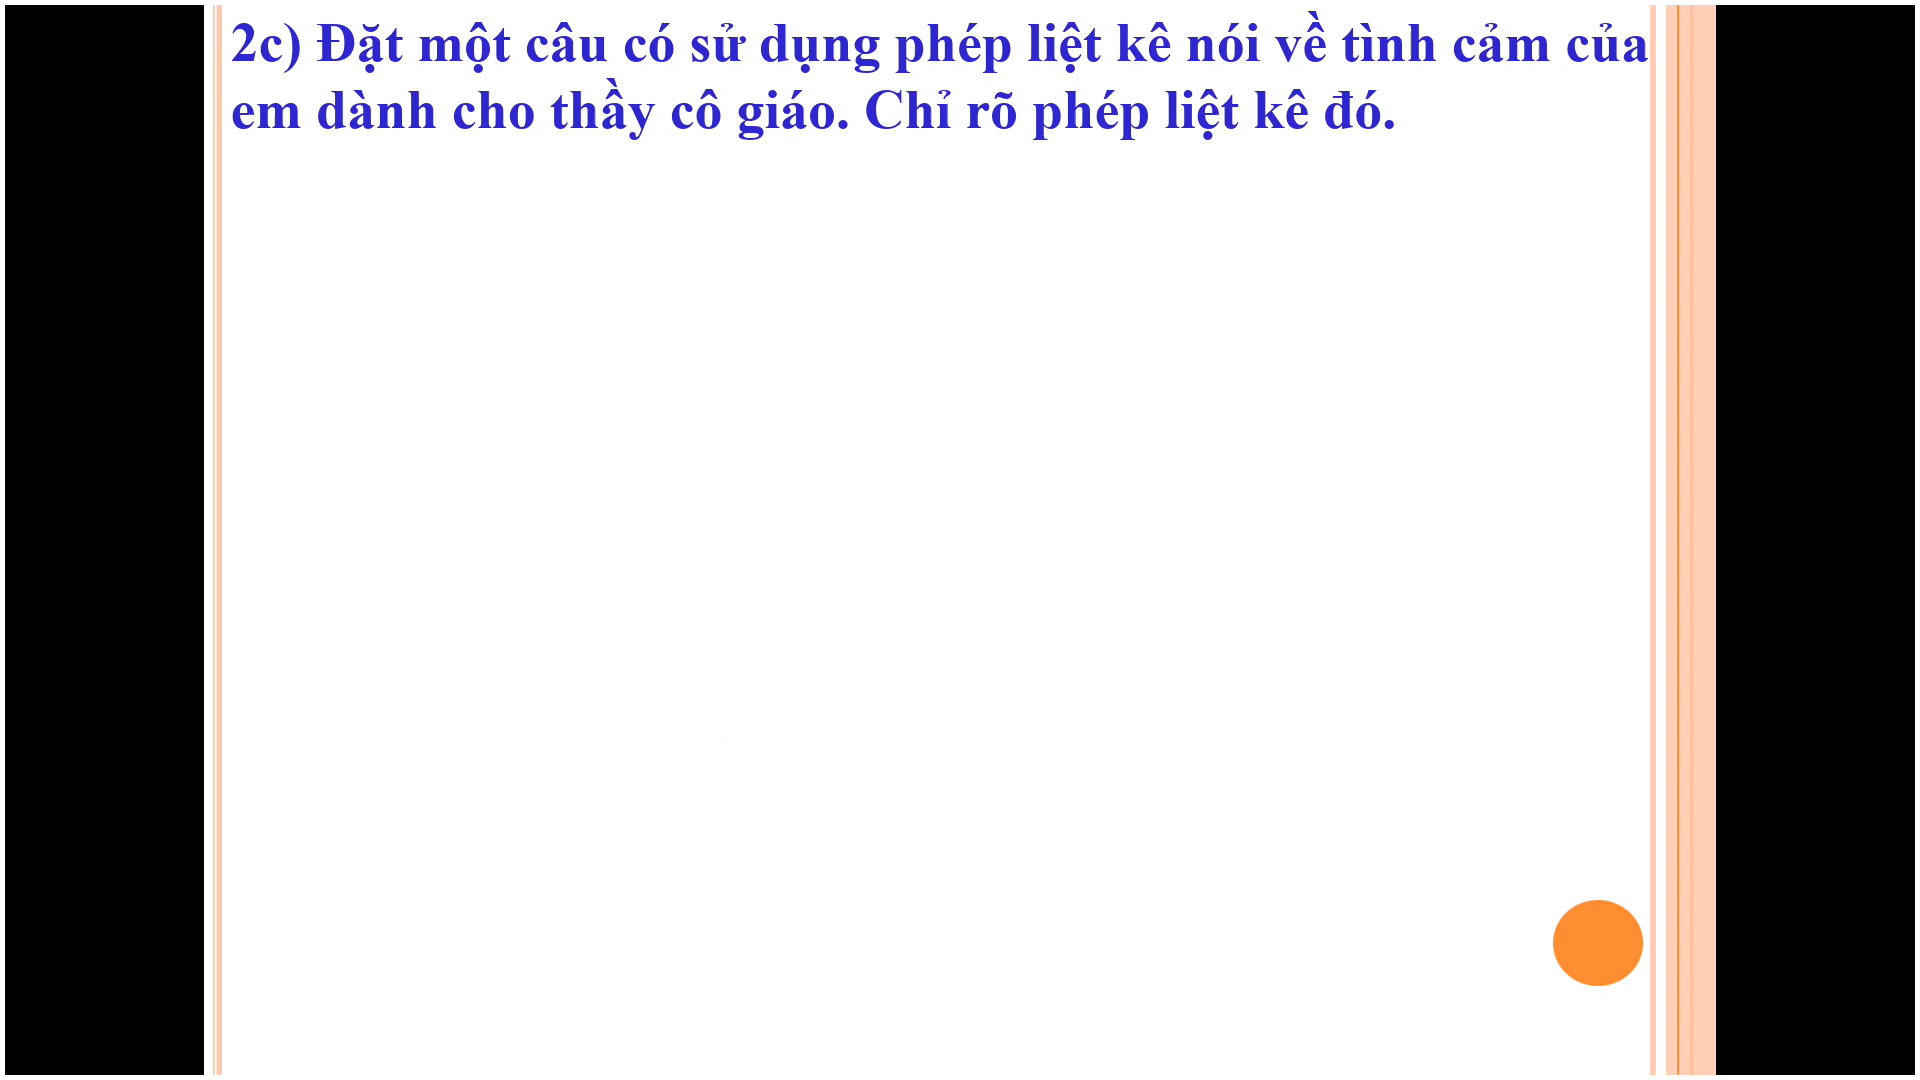 2c) Đặt một câu có sử dụng phép liệt kê nói về tình cảm của
em dành cho thầy cô giáo. Chỉ rõ phép liệt kê đó.